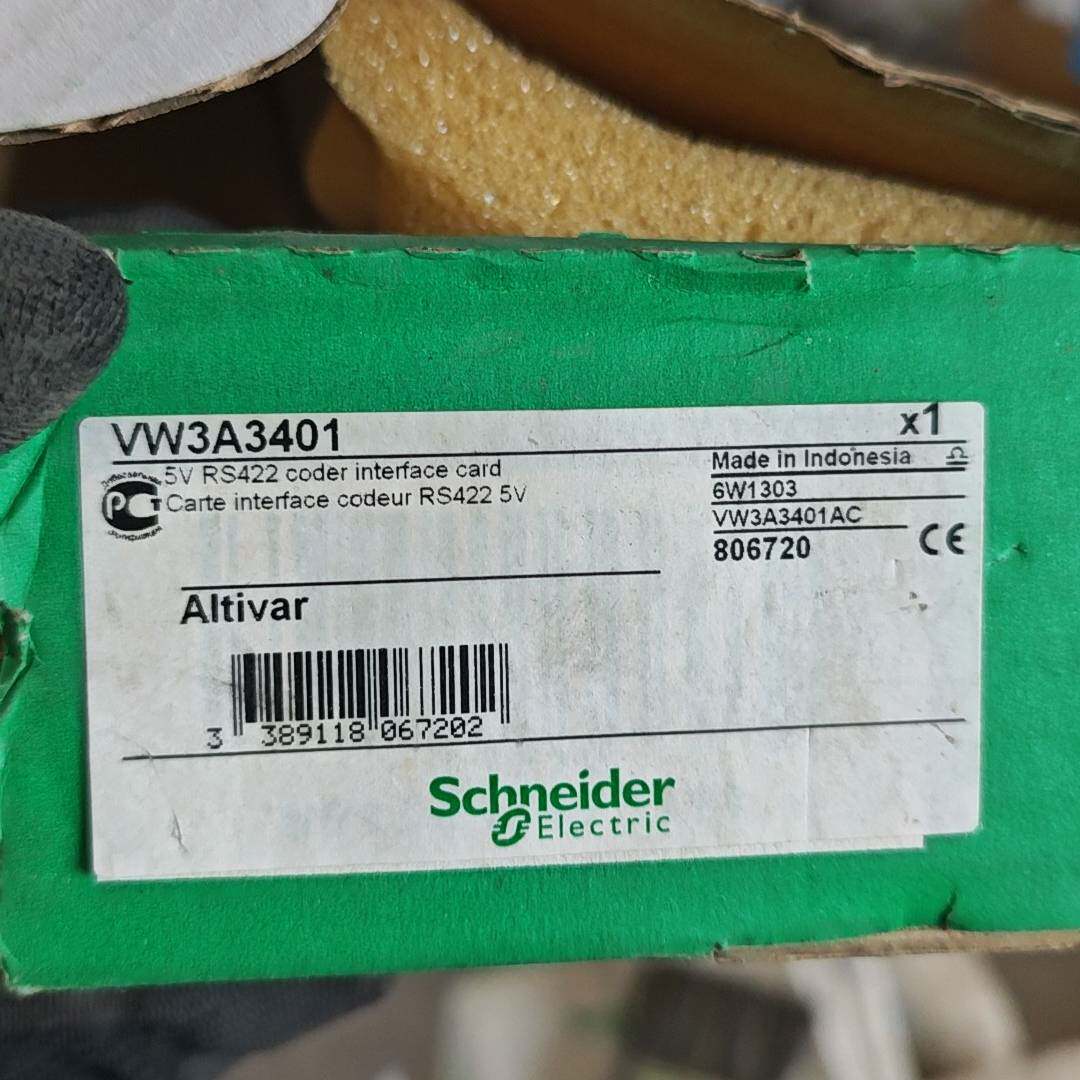 VW3A3401
x1
5V RS422 coder interface card
Carte interface codeur RS422 5V
Made in Indonesia
6W1303
VW3A3401AC
806720
CE
PCT
Altivar
3 389118 067202
Schneider
Electric